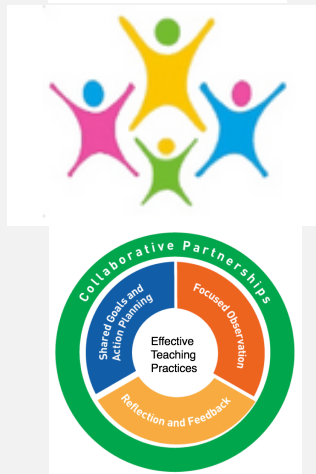 Collaborative Partnerships
Shared Goals and
Action Planning
Focused Observation
Effective
Teaching
Practices
Reflection and Feedback